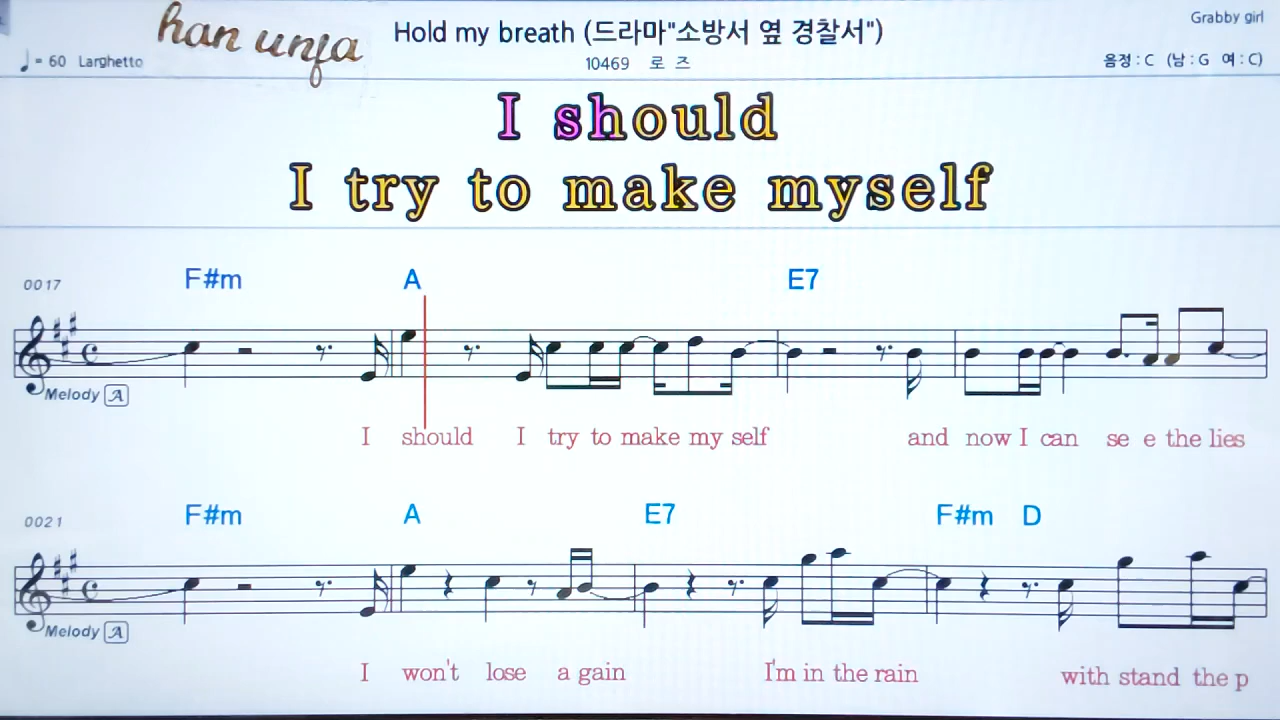 han unja
Hold my breath (드라마"소방서 옆 경찰서")
Grabby girl
♩= 60 Larghetto
10469 로 즈
음정 : C (남 : G 여 : C)
I should
I try to make myself
0017
F#m A E7
Melody A
I should I try to make my self and now I can se e the lies
0021
F#m A E7 F#m D
Melody A
I won't lose a gain I'm in the rain with stand the p